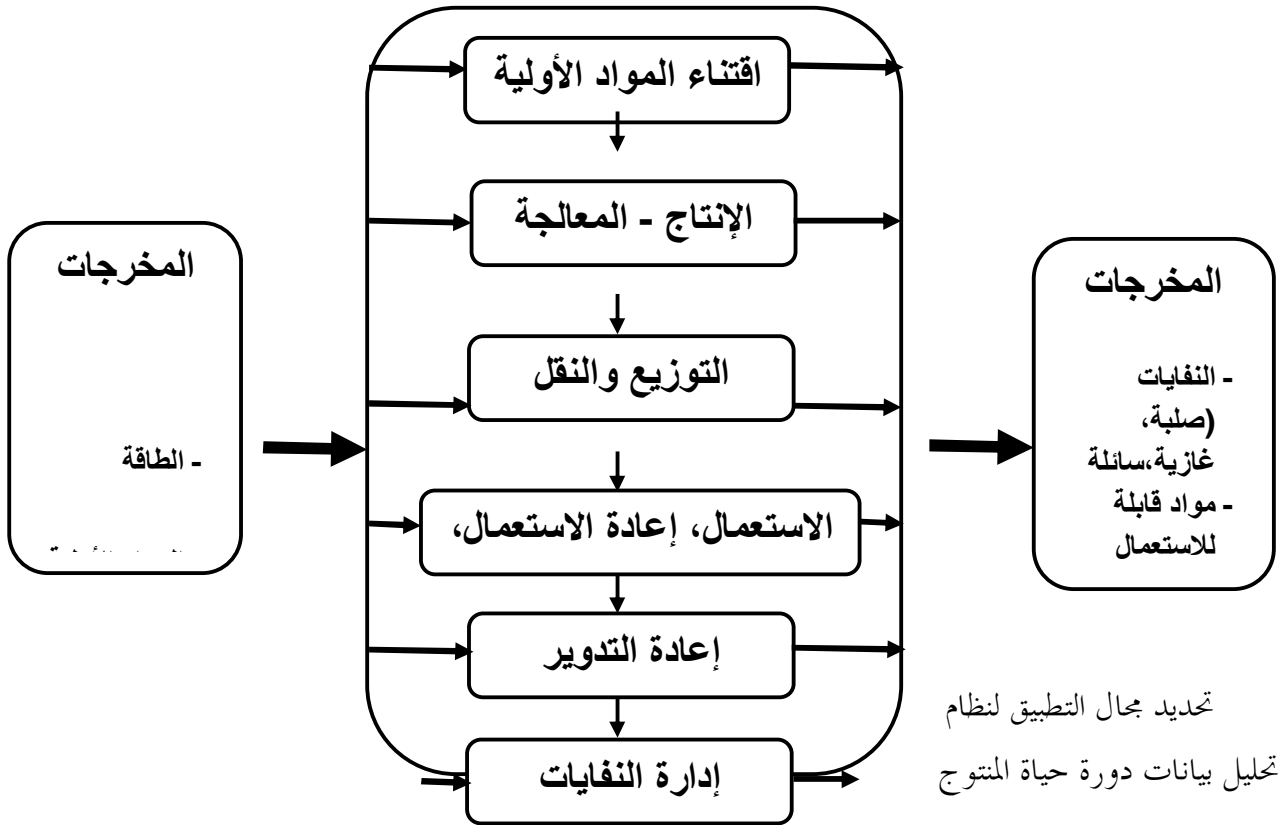 اقتناء المواد الأولية
الإنتاج - المعالجة
التوزيع والنقل
الاستعمال، إعادة الاستعمال،
إعادة التدوير
إدارة النفايات
المخرجات
- النفايات
(صلبة،
غازية،سائلة
- مواد قابلة
للاستعمال
المخرجات
- الطاقة
تحديد مجال التطبيق لنظام
تحليل بيانات دورة حياة المنتوج